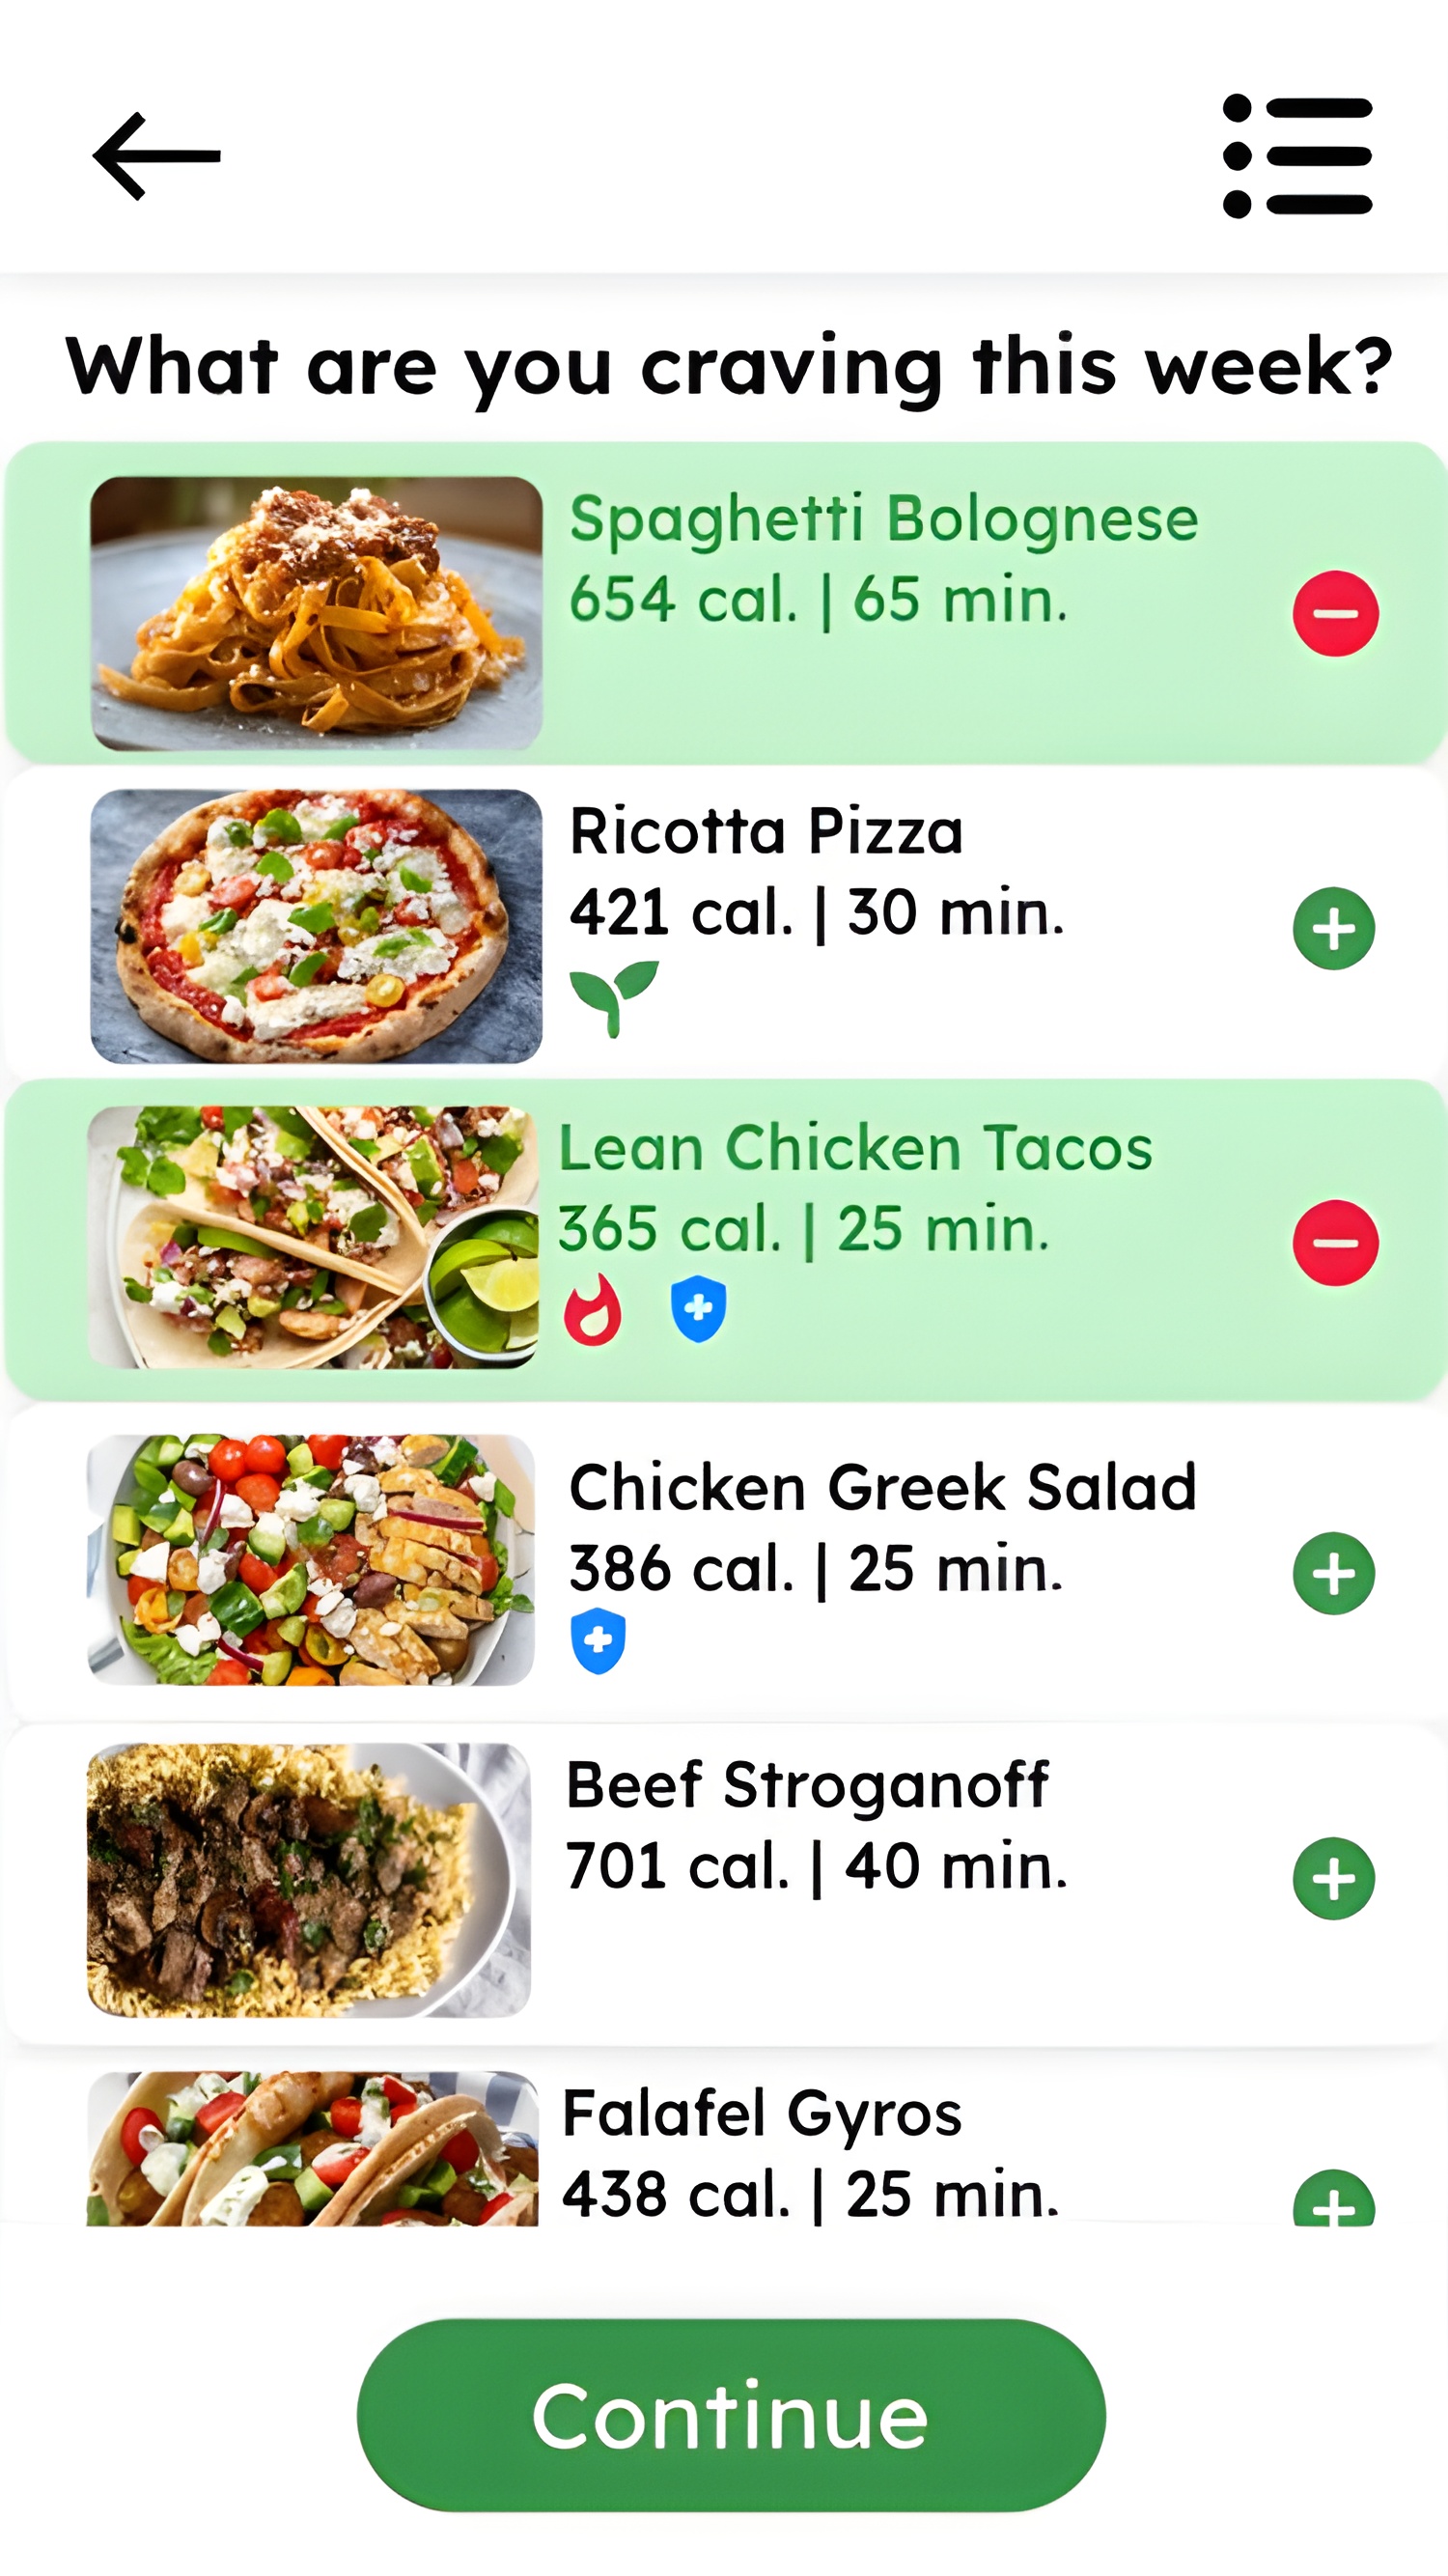 What are you craving this week?
Spaghetti Bolognese
654 cal. | 65 min.
Ricotta Pizza
421 cal. | 30 min.
Lean Chicken Tacos
365 cal. | 25 min.
Chicken Greek Salad
386 cal. | 25 min.
Beef Stroganoff
701 cal. | 40 min.
Falafel Gyros
438 cal. | 25 min.
Continue